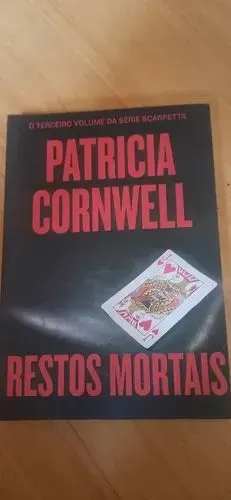 O TERCEIRO VOLUME DA SÉRIE SCARPETTA
PATRICIA
CORNWELL
RESTOS MORTAIS